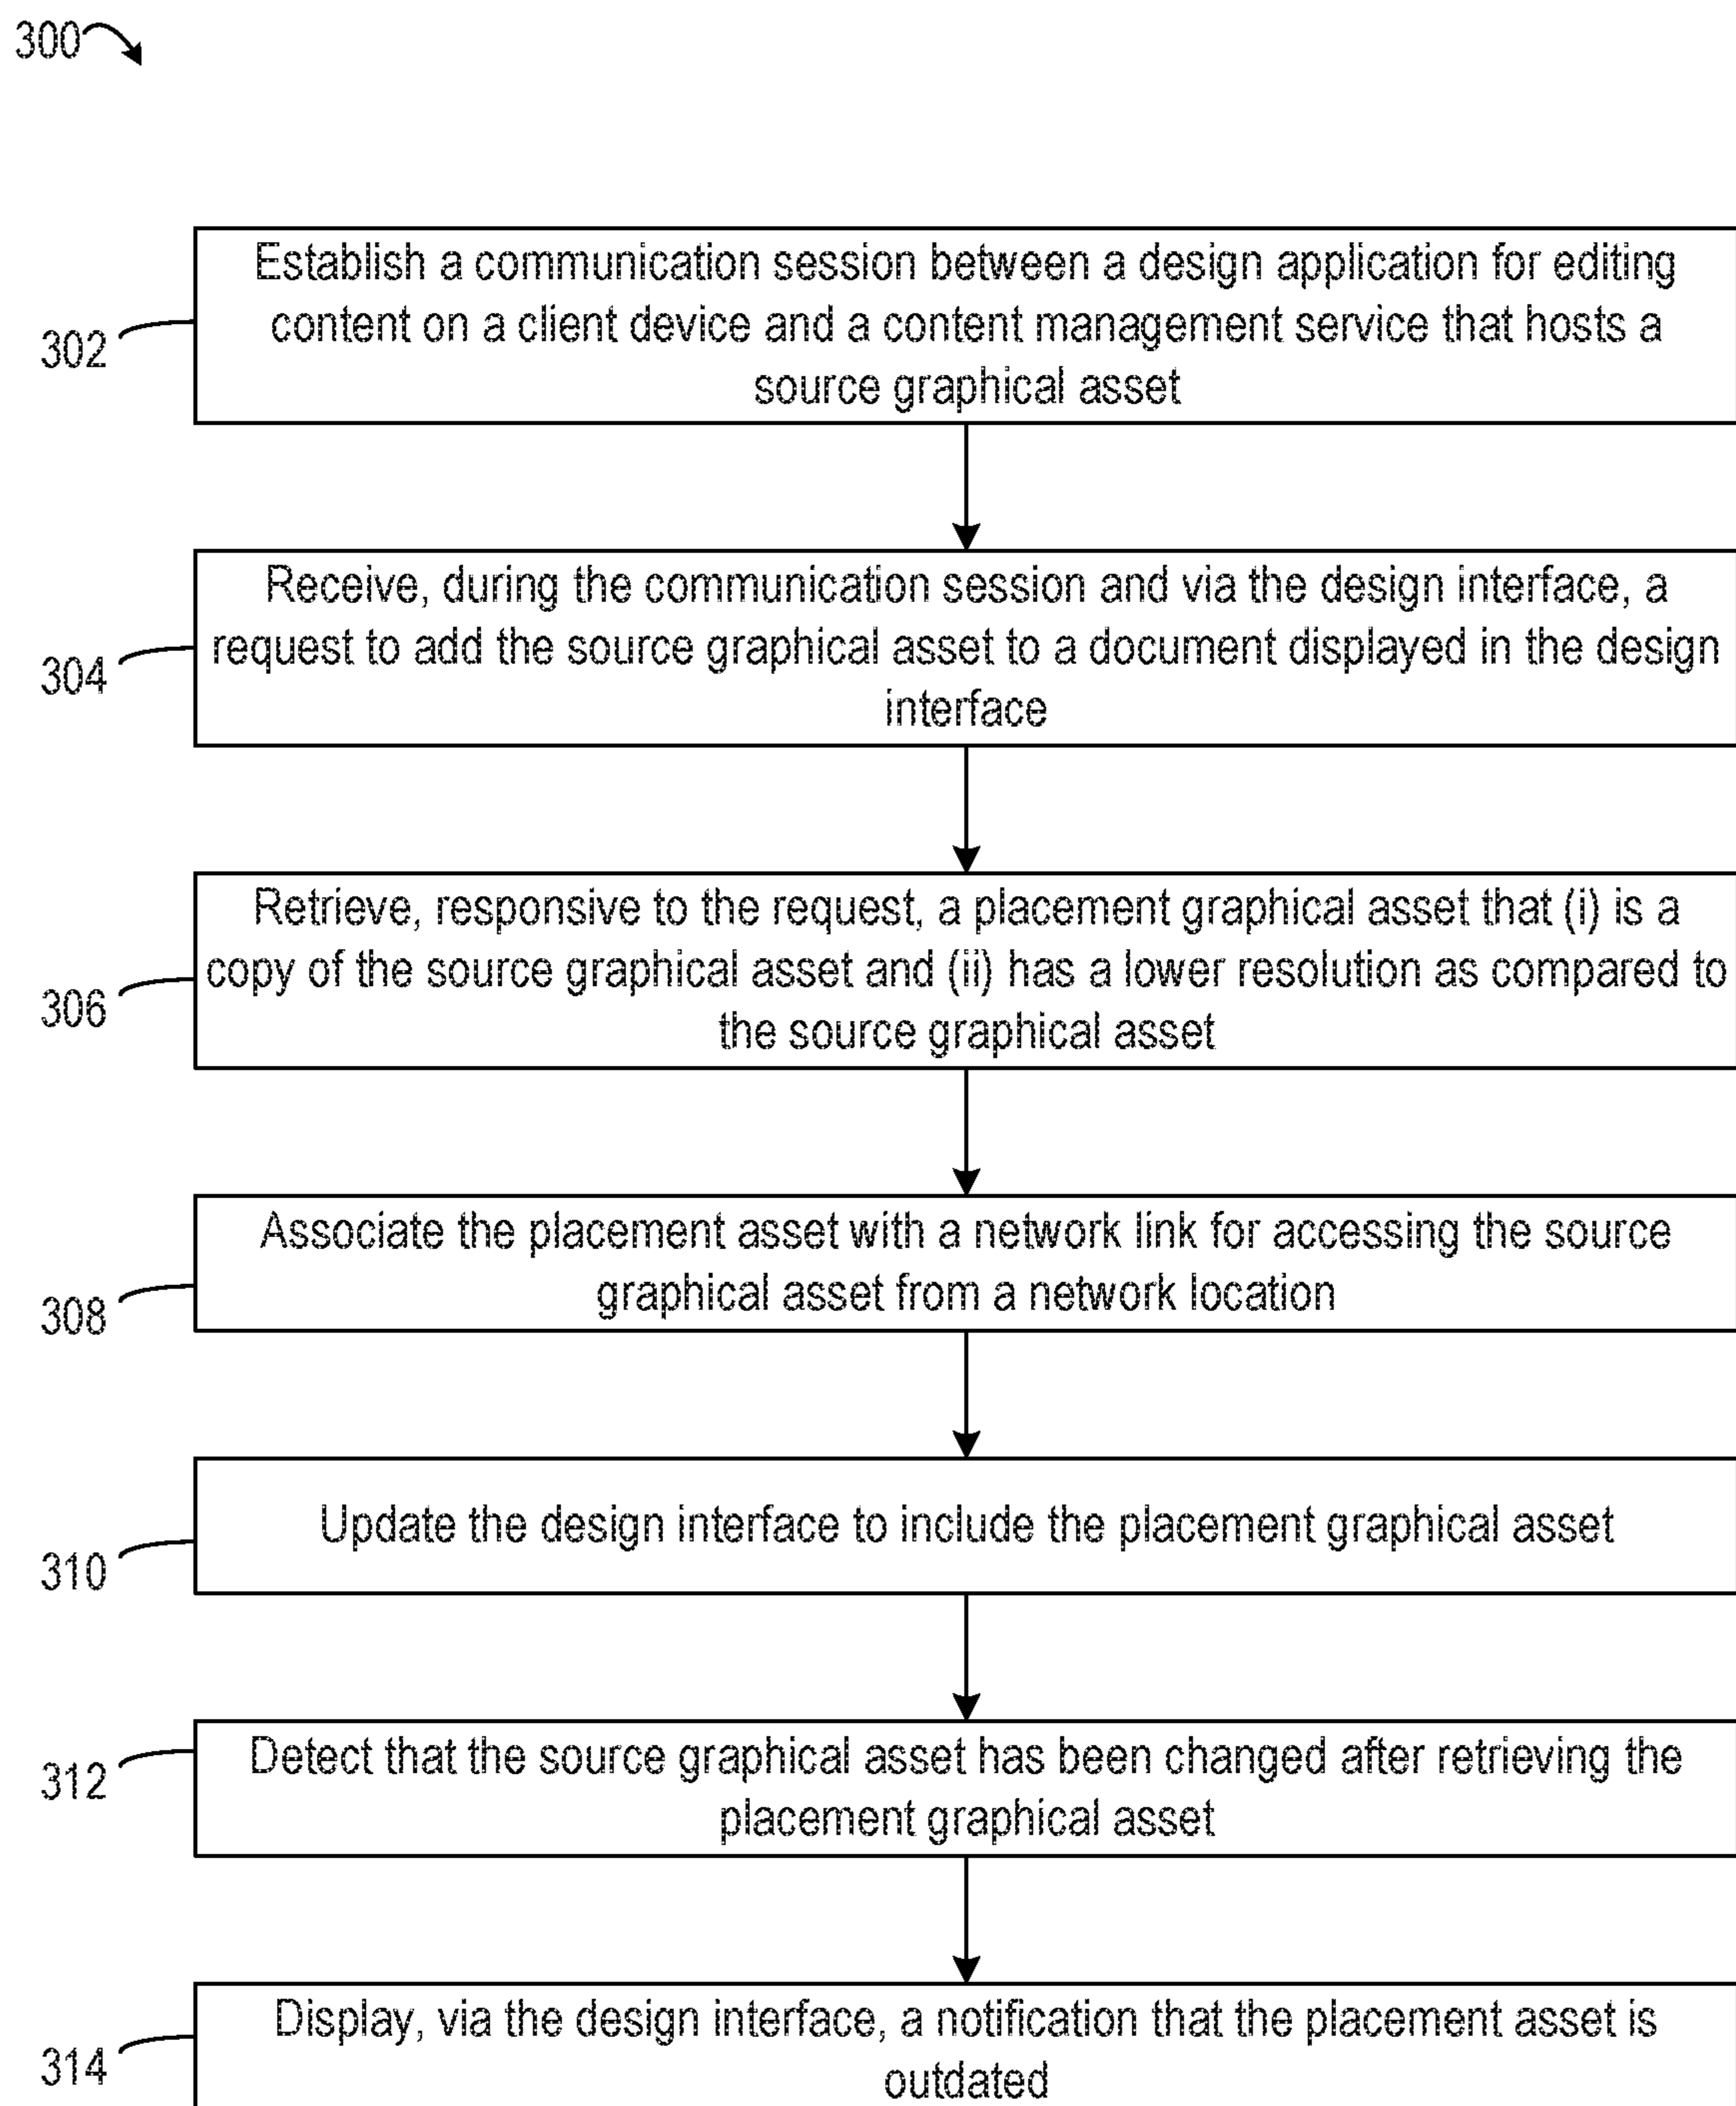 300
302
Establish a communication session between a design application for editing
content on a client device and a content management service that hosts a
source graphical asset
304
Receive, during the communication session and via the design interface, a
request to add the source graphical asset to a document displayed in the design
interface
306
Retrieve, responsive to the request, a placement graphical asset that (i) is a
copy of the source graphical asset and (ii) has a lower resolution as compared to
the source graphical asset
308
Associate the placement asset with a network link for accessing the source
graphical asset from a network location
310
Update the design interface to include the placement graphical asset
312
Detect that the source graphical asset has been changed after retrieving the
placement graphical asset
314
Display, via the design interface, a notification that the placement asset is
outdated